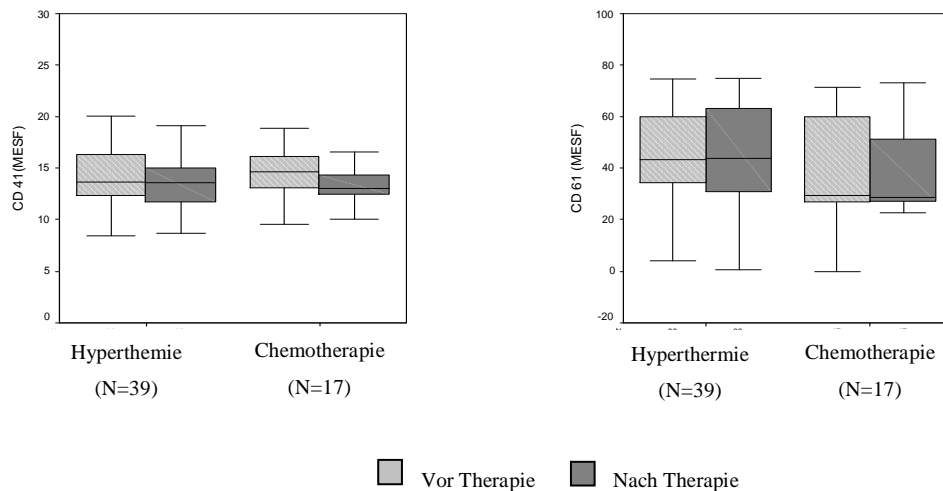 30
25
20
15
10
5
0
CD 41(MESF)
Hyperthemie
(N=39)
Chemotherapie
(N=17)
100
80
60
40
20
0
-20
CD 61 (MESF)
Hyperthermie
(N=39)
Chemotherapie
(N=17)
Vor Therapie
Nach Therapie